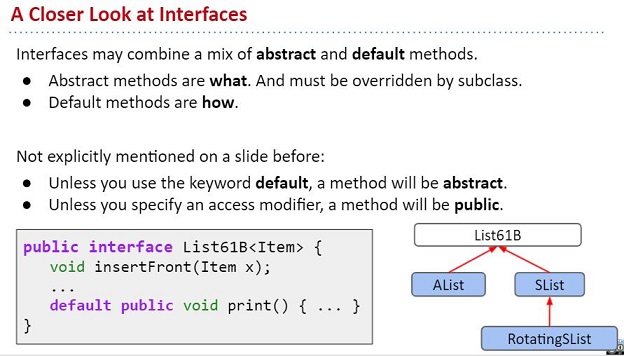 A Closer Look at Interfaces
Interfaces may combine a mix of abstract and default methods.
● Abstract methods are what. And must be overridden by subclass.
● Default methods are how.
Not explicitly mentioned on a slide before:
● Unless you use the keyword default, a method will be abstract.
● Unless you specify an access modifier, a method will be public.
public interface List61B<Item> {
void insertFront(Item x);
...
default public void print() { ... }
}
List61B
AList
SList
RotatingSList